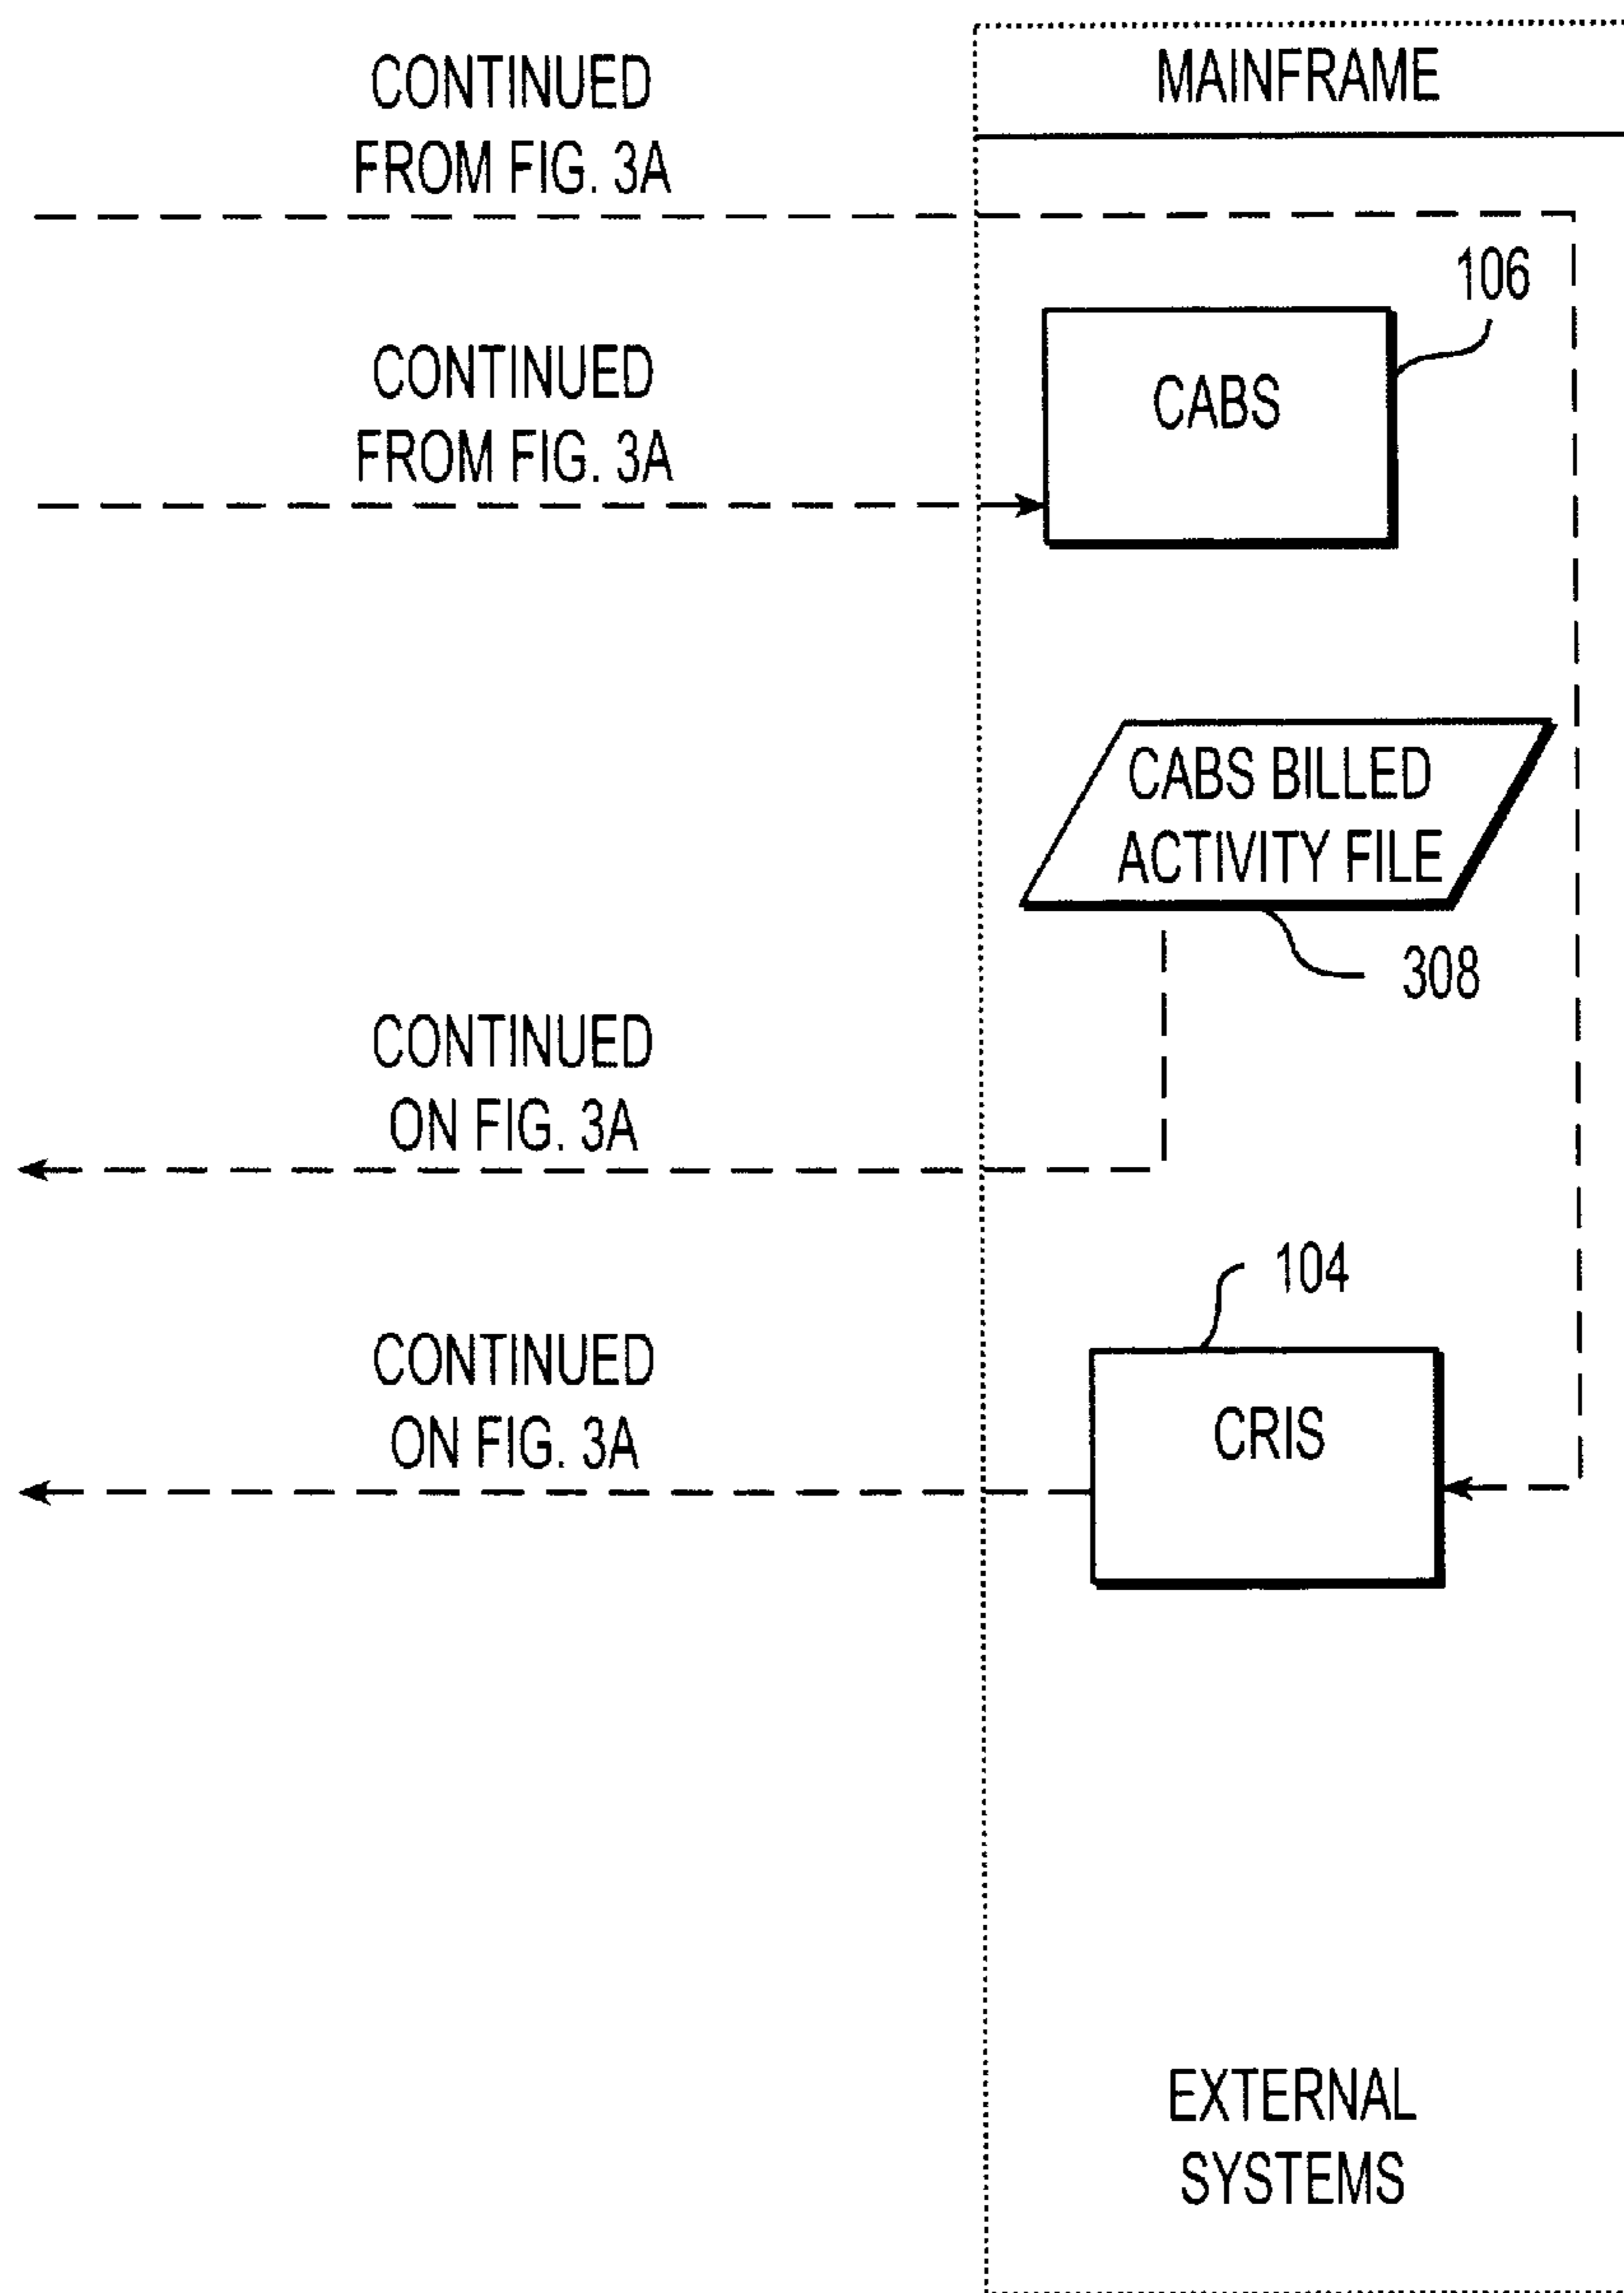 CONTINUED
FROM FIG. 3A
MAINFRAME
106
CONTINUED
FROM FIG. 3A
CABS
CABS BILLED
ACTIVITY FILE
308
CONTINUED
ON FIG. 3A
104
CONTINUED
ON FIG. 3A
CRIS
EXTERNAL
SYSTEMS